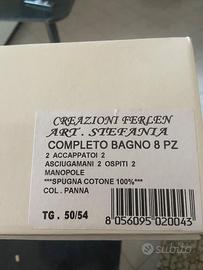 CREAZIONI FERLEN
ART. STEFANIA
COMPLETO BAGNO 8 PZ
2 ACCAPPATOI 2
ASCIUGAMANI 2 OSPITI 2
MANOPOLE
***SPUGNA COTONE 100%***
COL. PANNA
TG. 50/54
8 056095 020043
subito